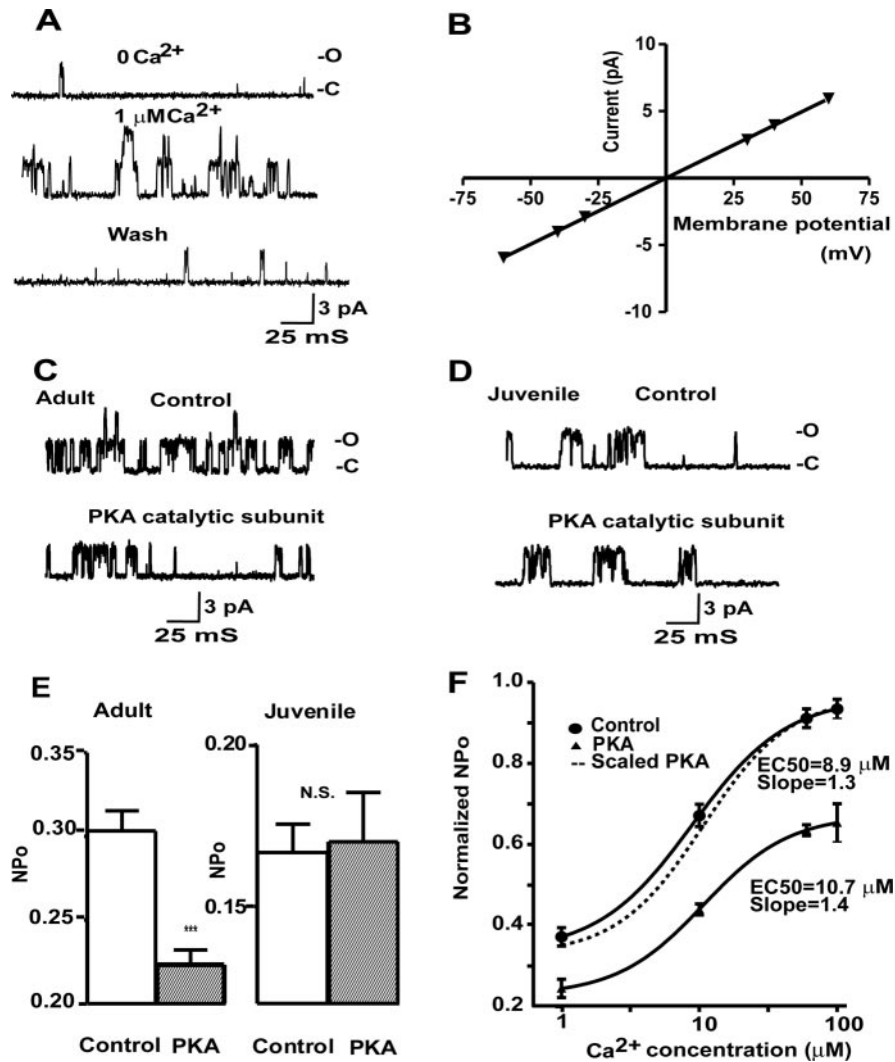 A
0 Ca2+
-O
-C
1 μMCa2+
Wash
3 pA
25 mS
B
Current (pA)
10
5
-75 -50 -25 25 50 75
Membrane potential
(mV)
-5
-10
C
Adult Control
-O
-C
PKA catalytic subunit
3 pA
25 mS
D
Juvenile Control
-O
-C
PKA catalytic subunit
3 pA
25 mS
E
Adult
NPo
0.35
0.30
0.25
0.20
***
Control PKA
Juvenile
NPo
0.20
0.15
N.S.
Control PKA
F
Normalized NPo
1.0
0.8
0.6
0.4
0.2
Control
PKA
Scaled PKA
EC50=8.9 μM
Slope=1.3
EC50=10.7 μM
Slope=1.4
1 10 100
Ca2+ concentration (μM)